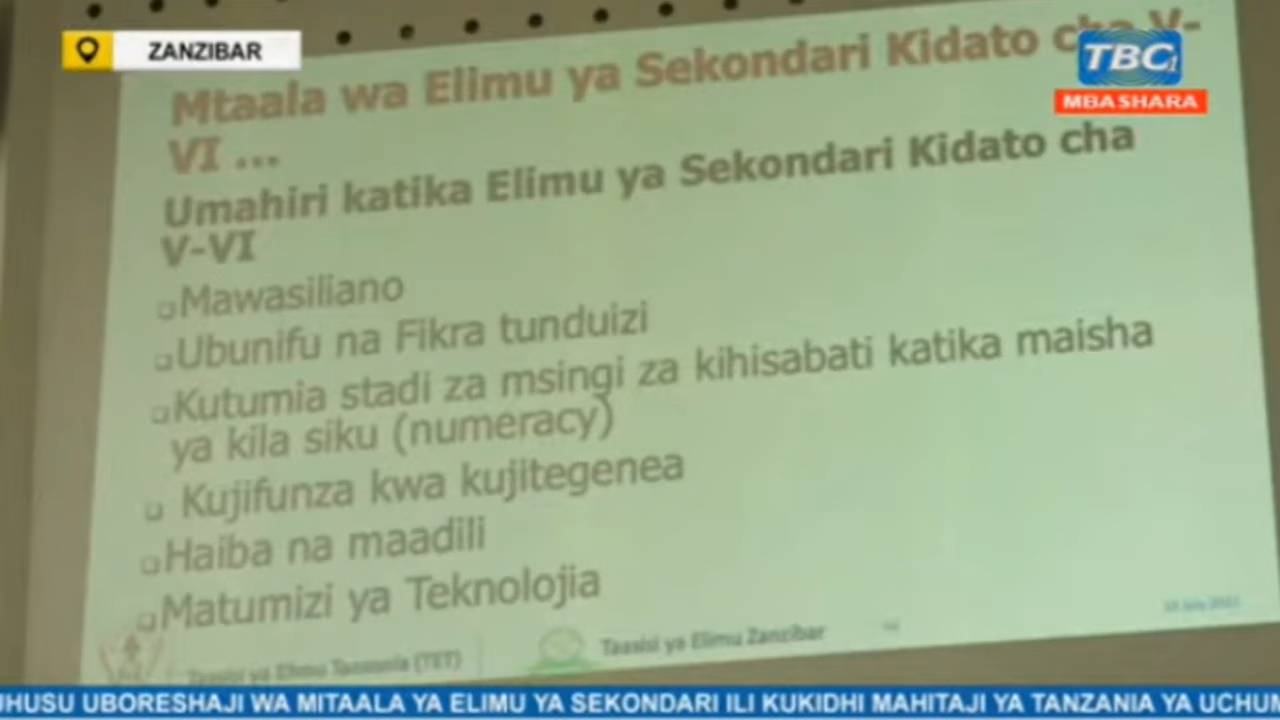 ZANZIBAR
TBC1
MBASHARA
Mtaala wa Elimu ya Sekondari Kidato cha V-
VI ...
Umahiri katika Elimu ya Sekondari Kidato cha
V-VI
Mawasiliano
Ubunifu na Fikra tunduizi
Kutumia stadi za msingi za kihisabati katika maisha
ya kila siku (numeracy)
Kujifunza kwa kujitegenea
Haiba na maadili
Matumizi ya Teknolojia
Taasisi ya Elimu Tanzania (TET)
Taasisi ya Elimu Zanzibar
UHUSU UBORESHAJI WA MITAALA YA ELIMU YA SEKONDARI ILI KUKIDHI MAHITAJI YA TANZANIA YA UCHUM